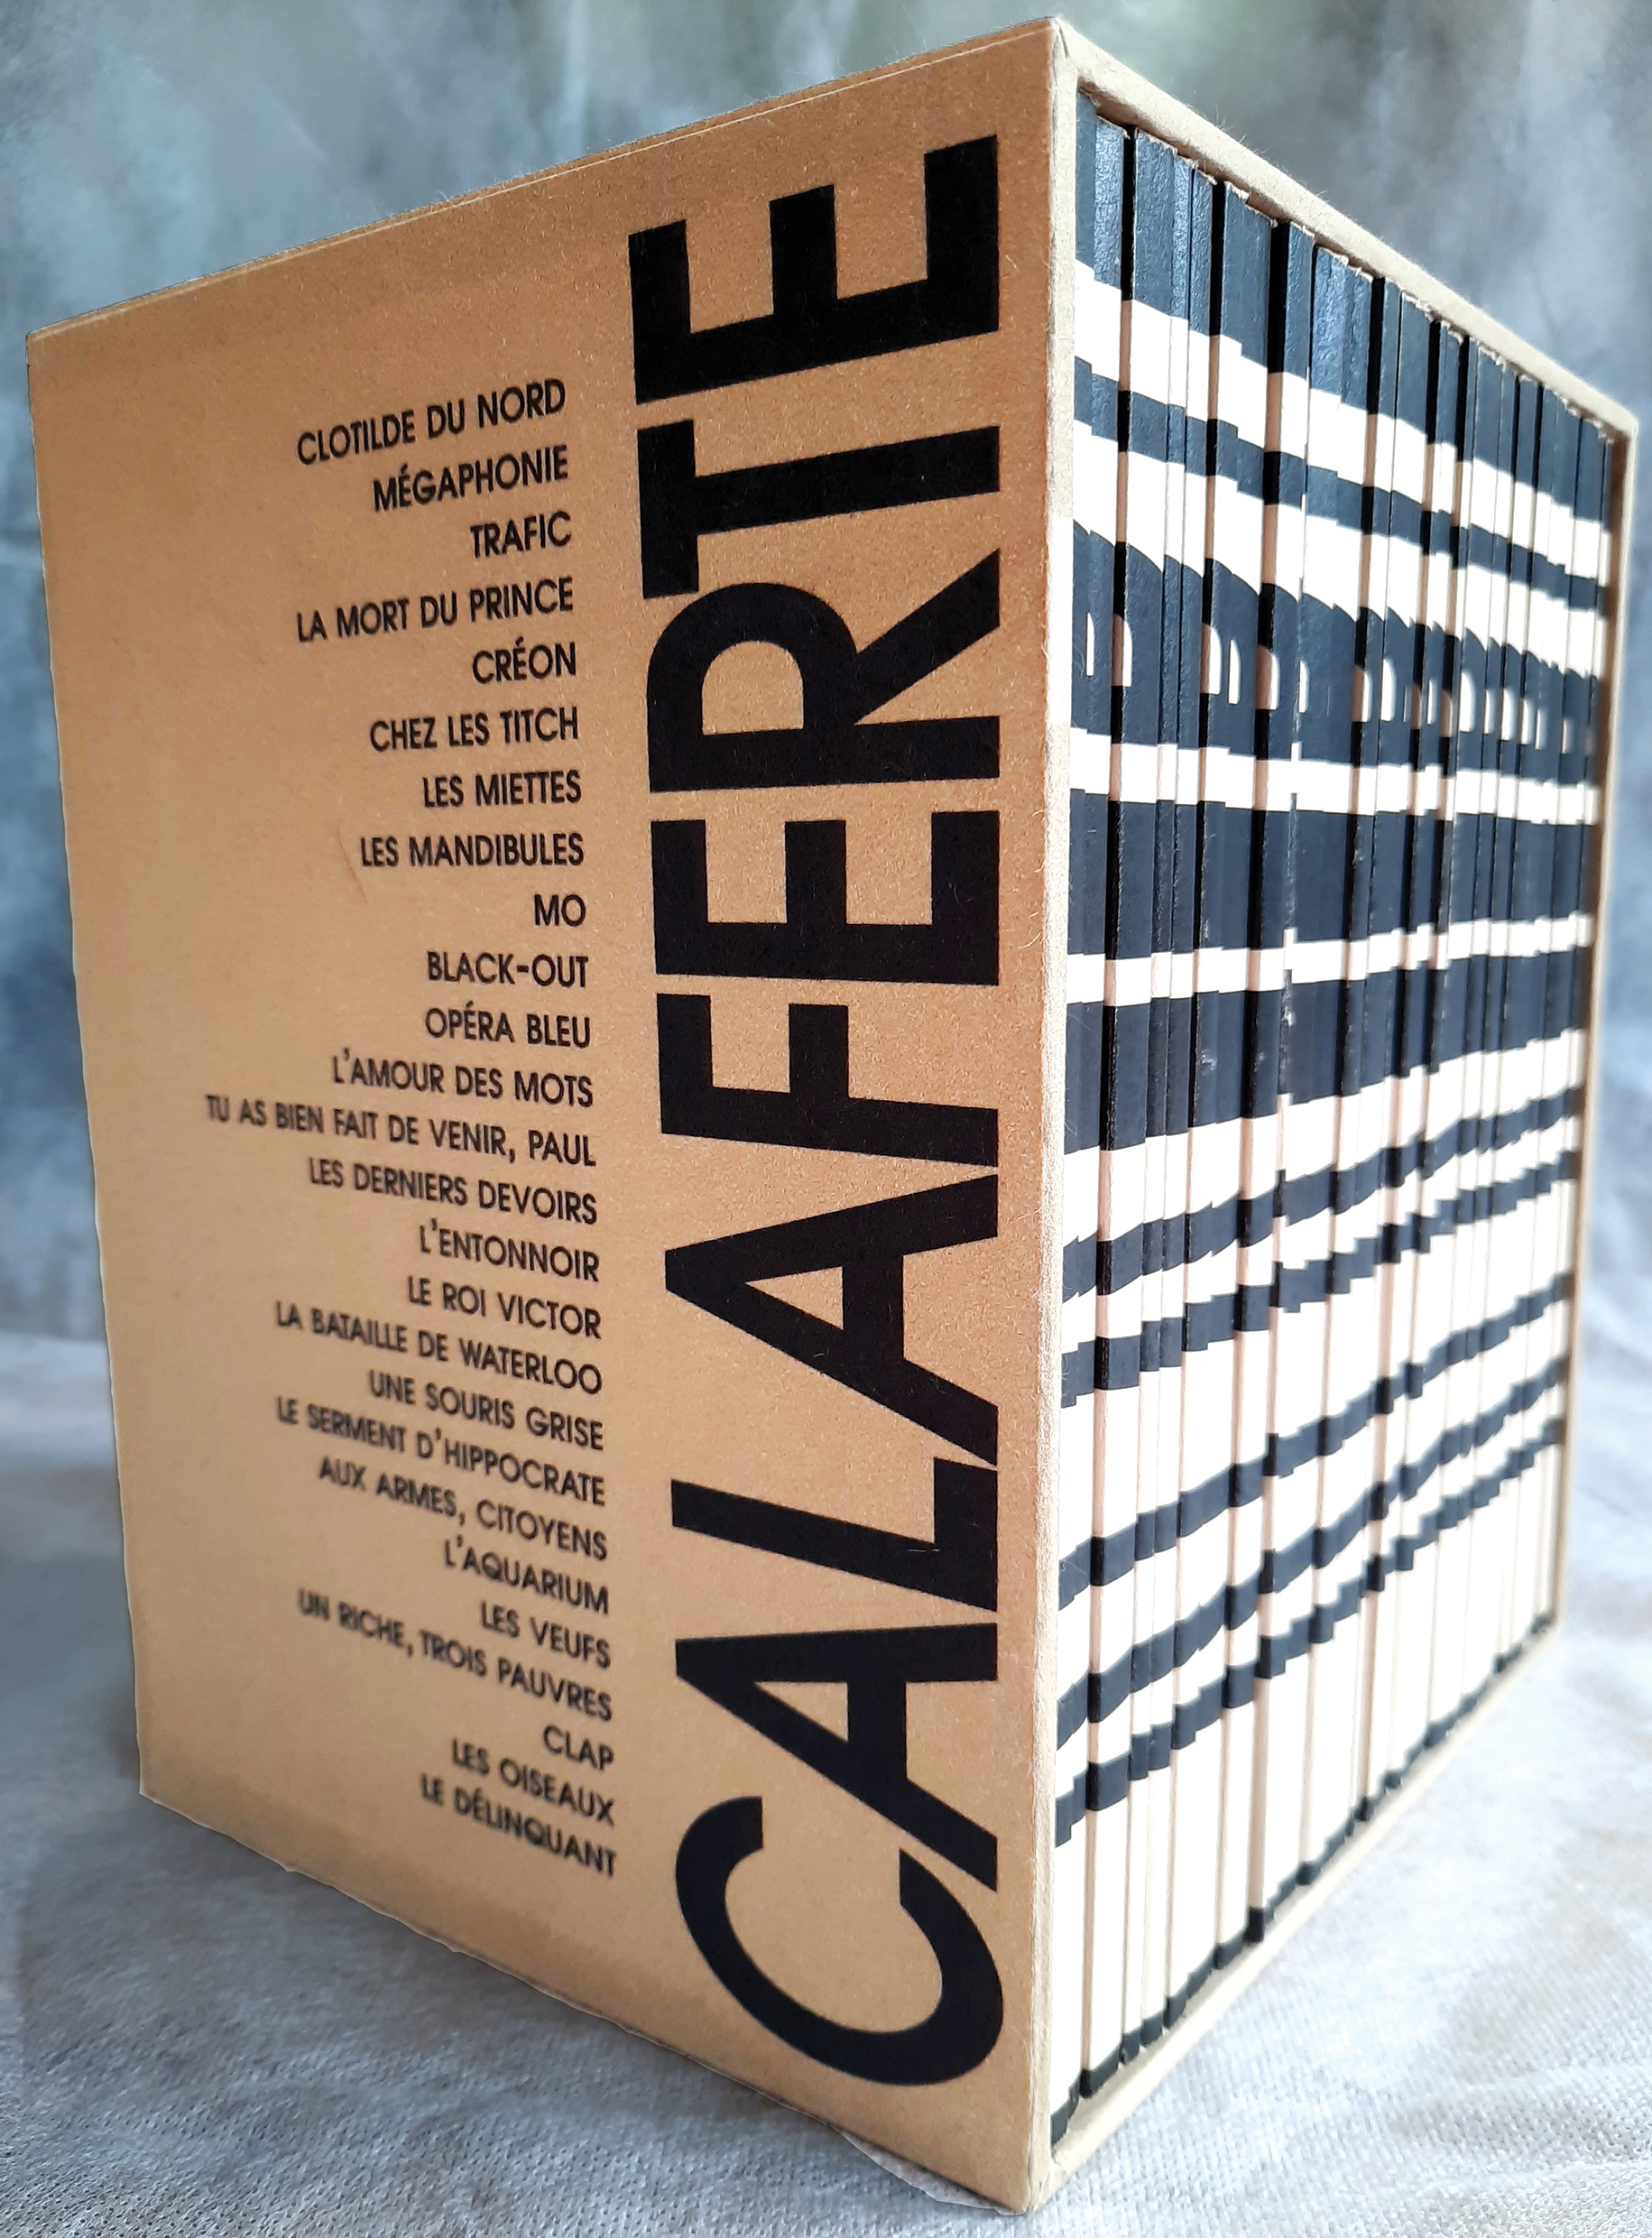 CLOTILDE DU NORD
MÉGAPHONIE
TRAFIC
LA MORT DU PRINCE
CRÉON
CHEZ LES TITCH
LES MIETTES
LES MANDIBULES
MO
BLACK-OUT
OPÉRA BLEU
L'AMOUR DES MOTS
TU AS BIEN FAIT DE VENIR, PAUL
LES DERNIERS DEVOIRS
L'ENTONNOIR
LE ROI VICTOR
LA BATAILLE DE WATERLOO
UNE SOURIS GRISE
LE SERMENT D'HIPPOCRATE
AUX ARMES, CITOYENS
L'AQUARIUM
LES VEUFS
UN RICHE, TROIS PAUVRES
CLAP
LES OISEAUX
LE DÉLINQUANT
CALAFERTE